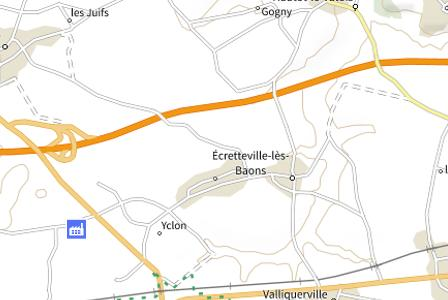 les Juifs
Gogny
Écretteville-lès-
Baons
Yclon
Valliquerville